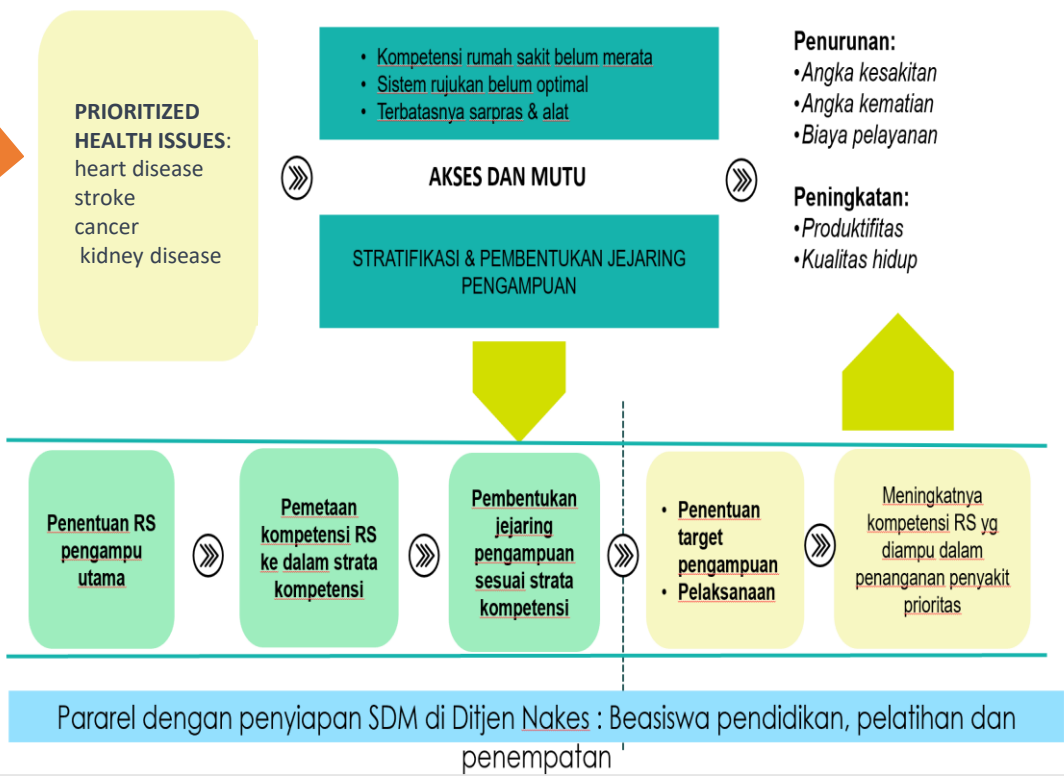 PRIORITIZED
HEALTH ISSUES:
heart disease
stroke
cancer
kidney disease
• Kompetensi rumah sakit belum merata
• Sistem rujukan belum optimal
• Terbatasnya sarpras & alat
AKSES DAN MUTU
STRATIFIKASI & PEMBENTUKAN JEJARING
PENGAMPUAN
Penurunan:
•Angka kesakitan
•Angka kematian
•Biaya pelayanan
Peningkatan:
•Produktifitas
•Kualitas hidup
Penentuan RS
pengampu
utama
Pemetaan
kompetensi RS
ke dalam strata
kompetensi
Pembentukan
jejaring
pengampuan
sesuai strata
kompetensi
• Penentuan
target
pengampuan
• Pelaksanaan
Meningkatnya
kompetensi RS yg
diampu dalam
penanganan penyakit
prioritas
Pararel dengan penyiapan SDM di Ditjen Nakes : Beasiswa pendidikan, pelatihan dan
penempatan